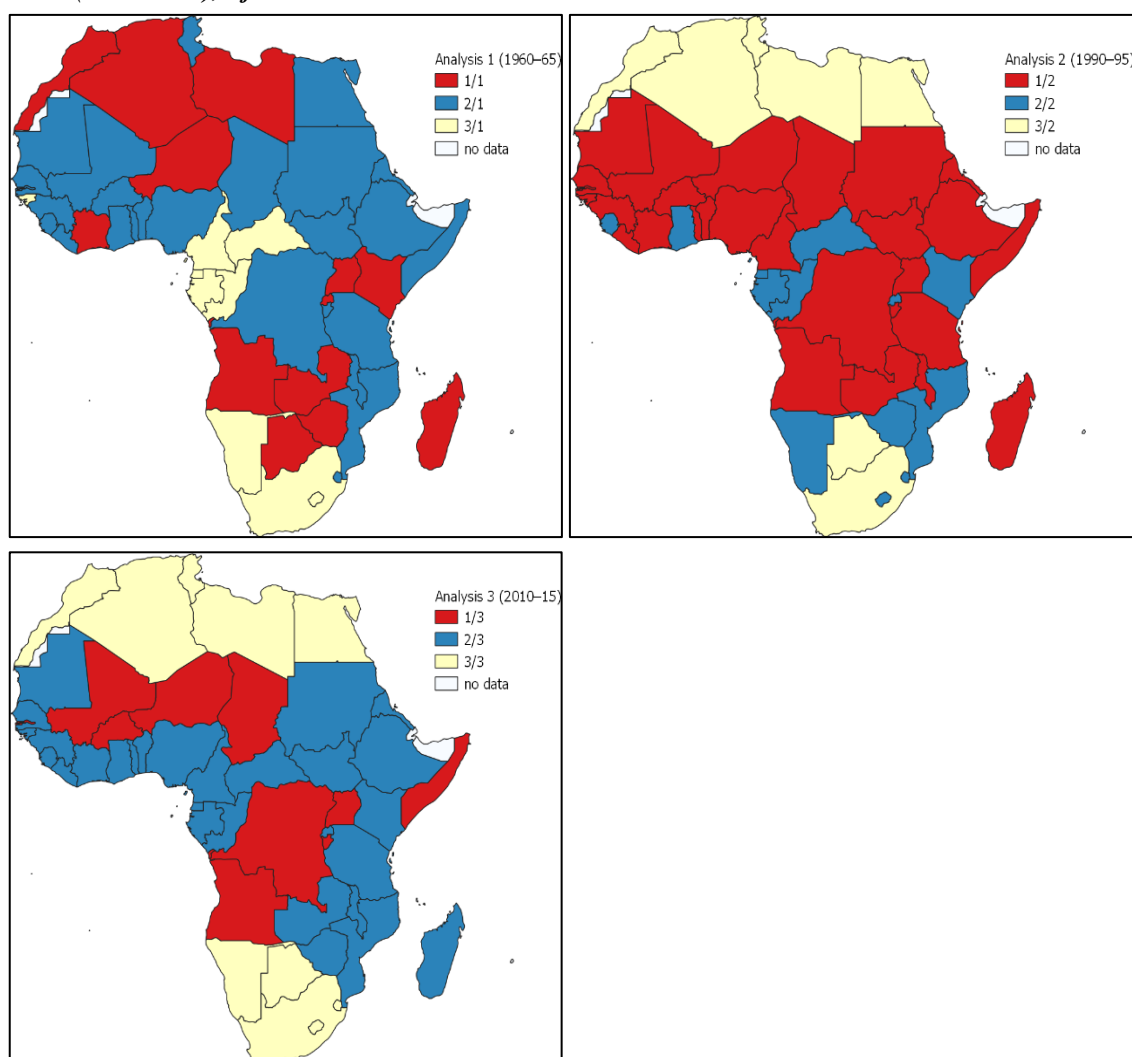 Analysis 1 (1960–65)
1/1
2/1
3/1
no data
Analysis 2 (1990–95)
1/2
2/2
3/2
no data
Analysis 3 (2010–15)
1/3
2/3
3/3
no data